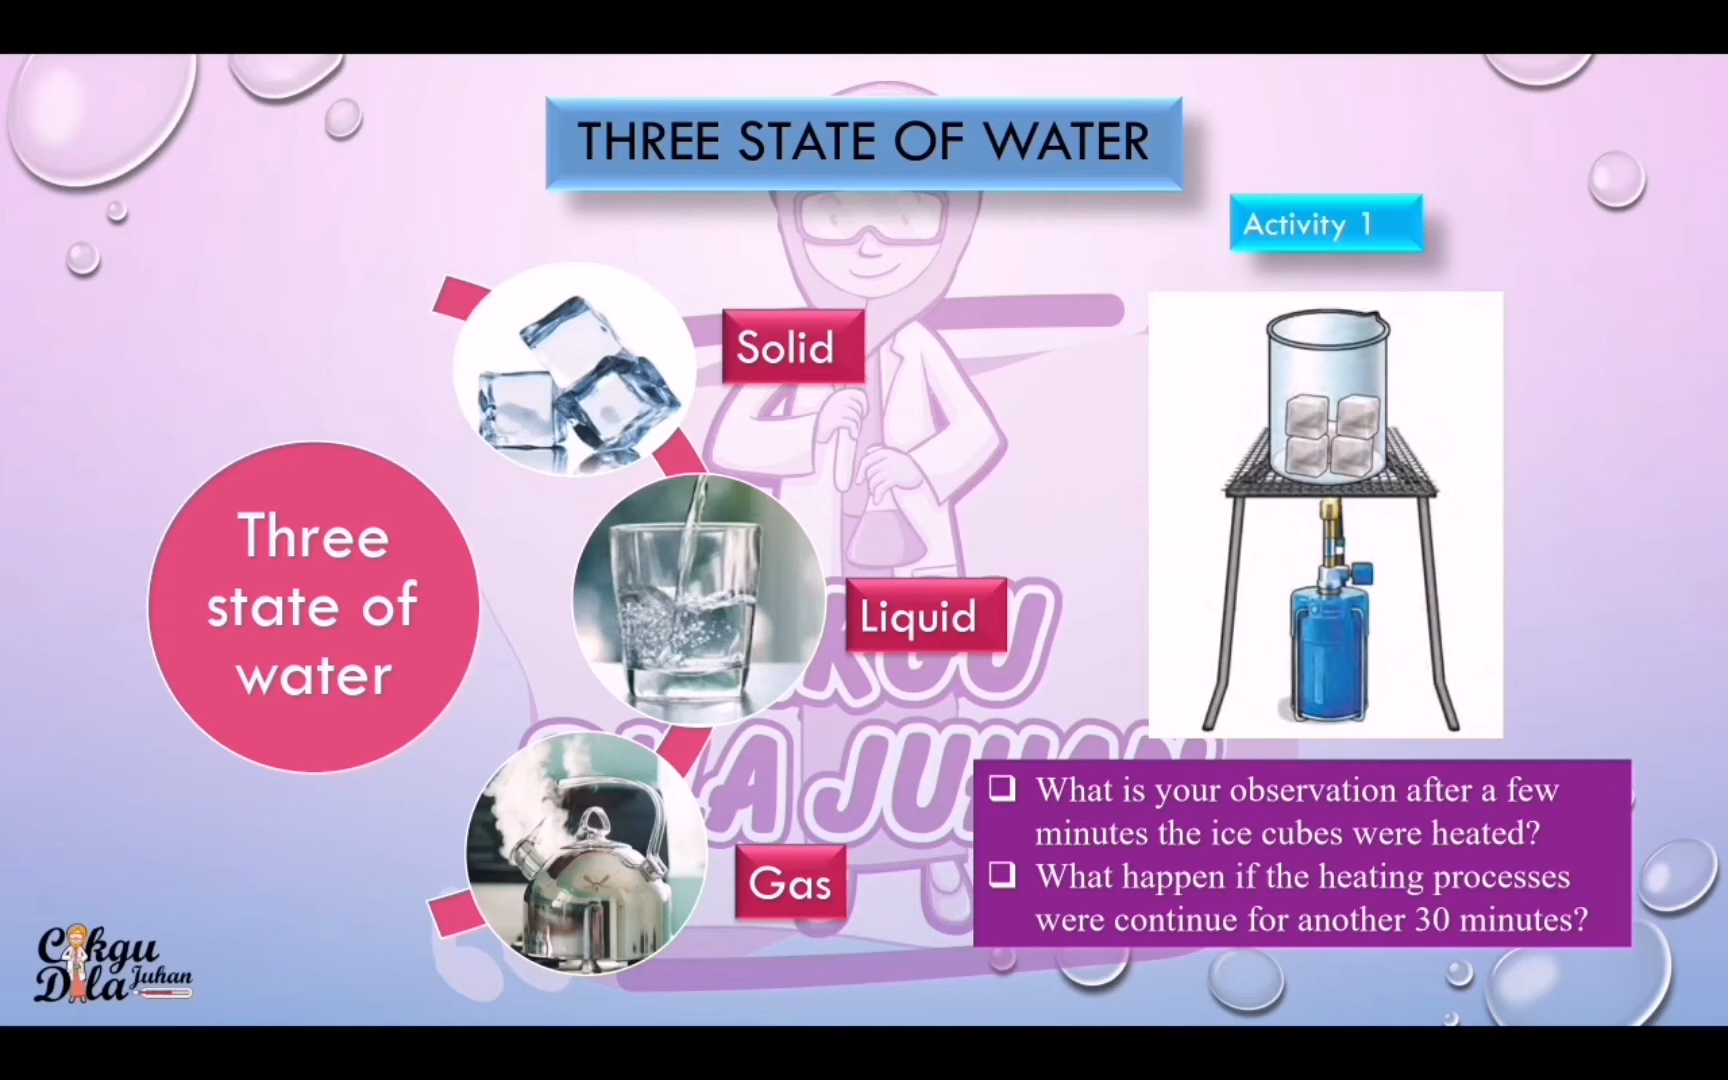 THREE STATE OF WATER
Activity 1
Solid
Three
state of
water
Liquid
Gas
What is your observation after a few
minutes the ice cubes were heated?
What happen if the heating processes
were continue for another 30 minutes?
Cikgu
Dila Juhan